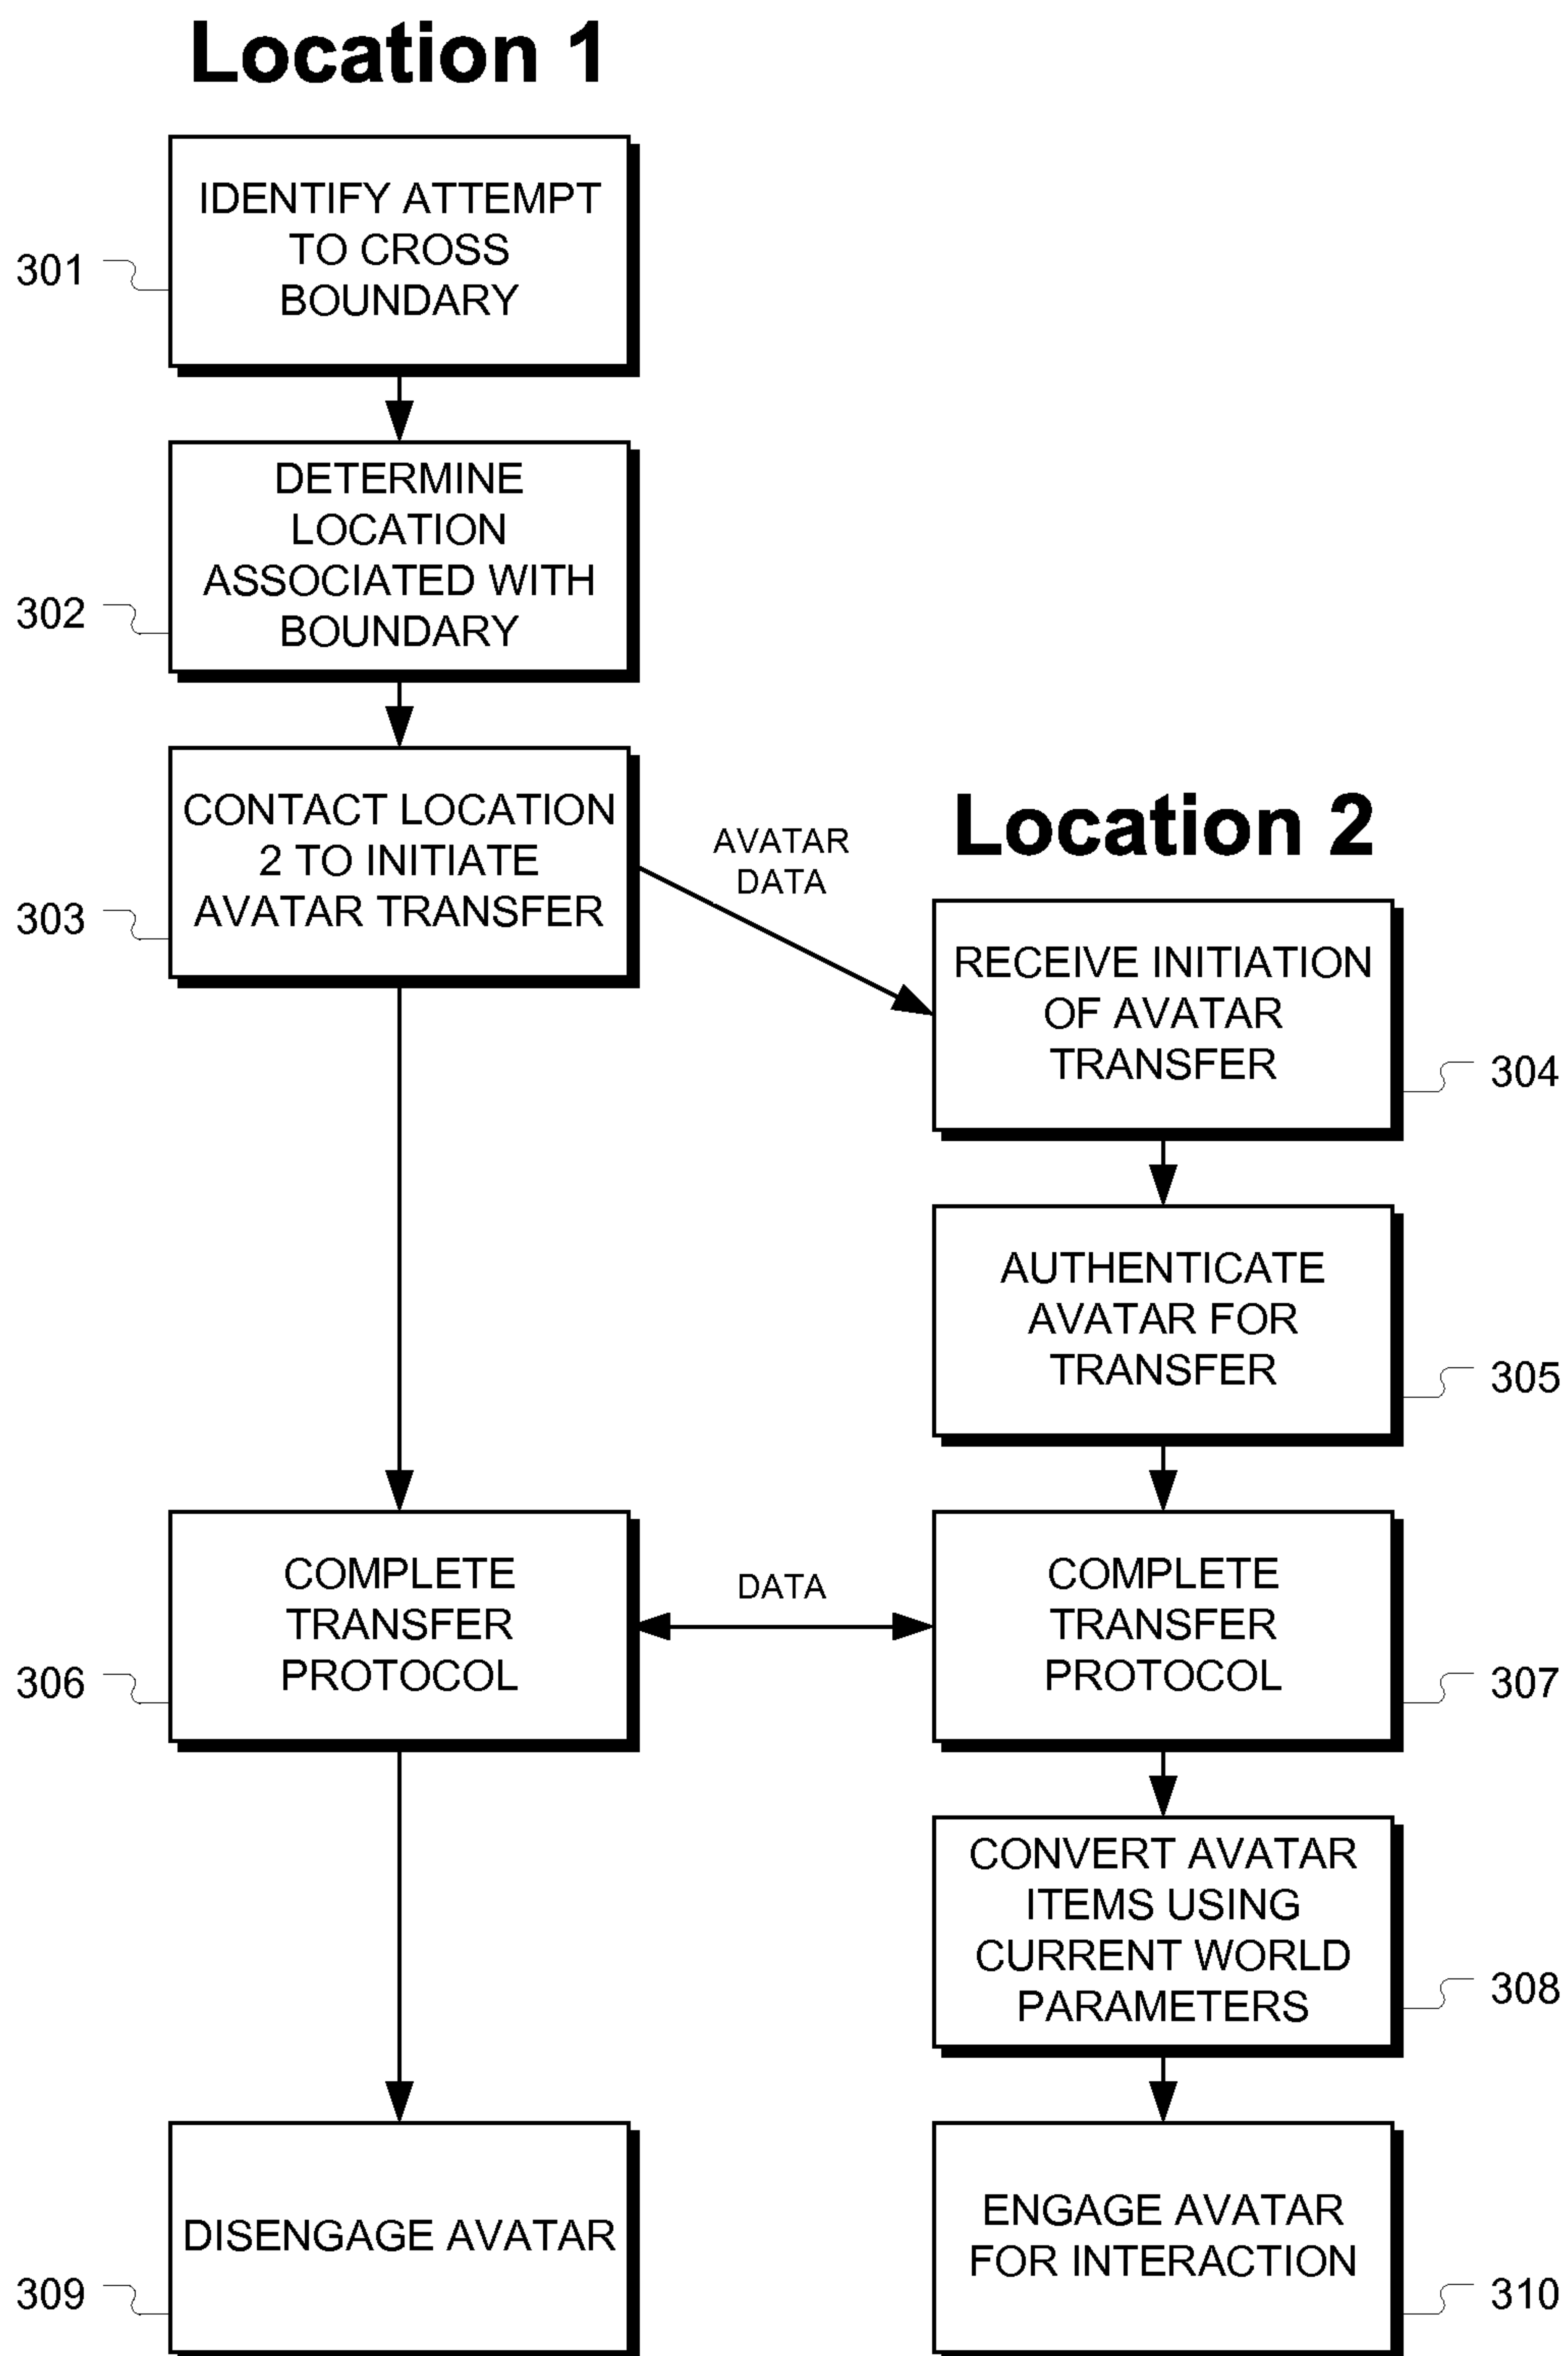 Location 1
IDENTIFY ATTEMPT
TO CROSS
BOUNDARY
301
DETERMINE
LOCATION
ASSOCIATED WITH
BOUNDARY
302
CONTACT LOCATION
2 TO INITIATE
AVATAR TRANSFER
303
AVATAR
DATA
Location 2
RECEIVE INITIATION
OF AVATAR
TRANSFER
304
AUTHENTICATE
AVATAR FOR
TRANSFER
305
COMPLETE
TRANSFER
PROTOCOL
306
DATA
COMPLETE
TRANSFER
PROTOCOL
307
CONVERT AVATAR
ITEMS USING
CURRENT WORLD
PARAMETERS
308
DISENGAGE AVATAR
309
ENGAGE AVATAR
FOR INTERACTION
310